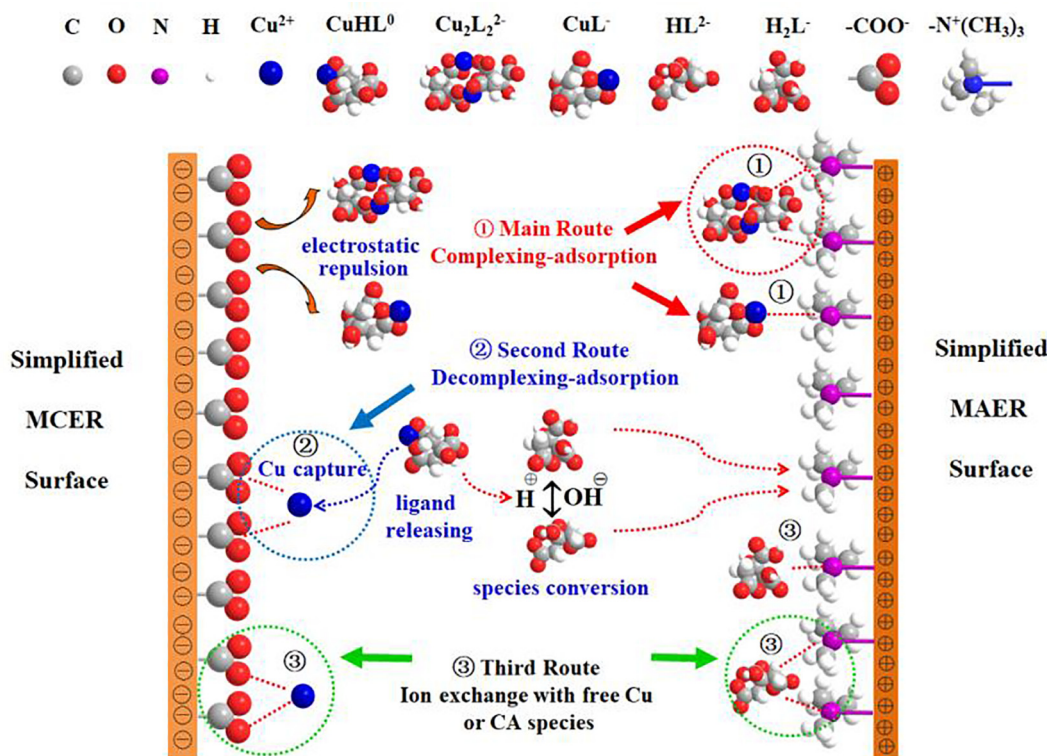 C O N H Cu²⁺ CuHL⁰ Cu₂L₂²⁻ CuL⁻ HL²⁻ H₂L⁻ -COO⁻ -N⁺(CH₃)₃
①
electrostatic
repulsion
① Main Route
Complexing-adsorption
①
② Second Route
Decomplexing-adsorption
Simplified
MCER
Surface
Simplified
MAER
Surface
②
Cu capture
ligand
releasing
H⊕ OH⊖
species conversion
③
③
③
③ Third Route
Ion exchange with free Cu
or CA species